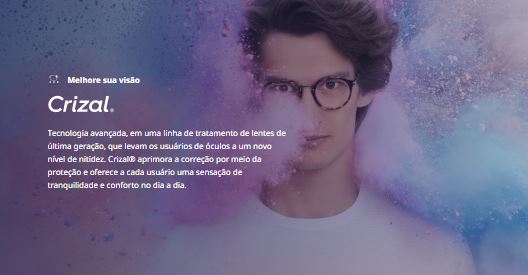 Melhore sua visão
Crizal®
Tecnologia avançada, em uma linha de tratamento de lentes de
última geração, que levam os usuários de óculos a um novo
nível de nitidez. Crizal® aprimora a correção por meio da
proteção e oferece a cada usuário uma sensação de
tranquilidade e conforto no dia a dia.